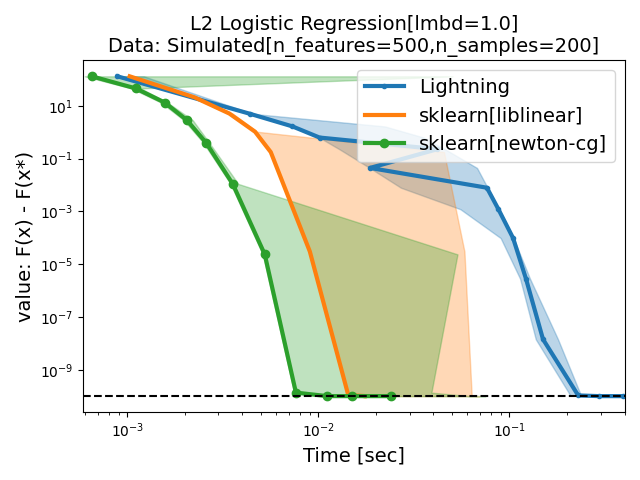 L2 Logistic Regression[lmbd=1.0]
Data: Simulated[n_features=500,n_samples=200]
value: F(x) - F(x*)
10¹
10⁻¹
10⁻³
10⁻⁵
10⁻⁷
10⁻⁹
Lightning
sklearn[liblinear]
sklearn[newton-cg]
10⁻³
10⁻²
10⁻¹
Time [sec]